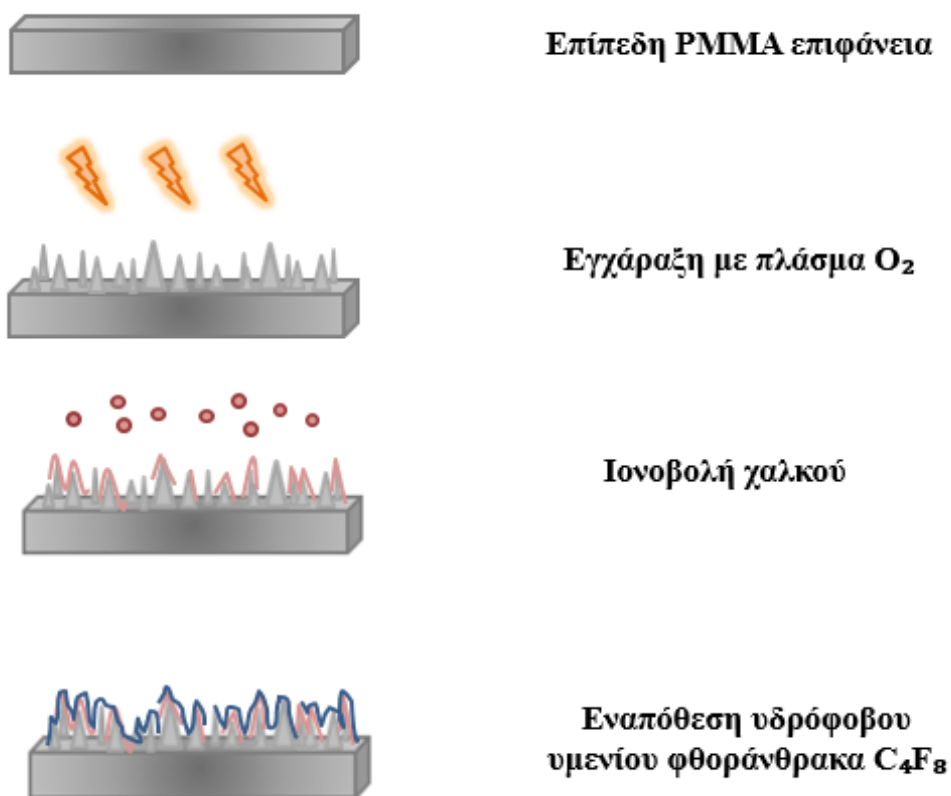 Επίπεδη PMMA επιφάνεια
Εγχάραξη με πλάσμα O₂
Ιονοβολή χαλκού
Εναπόθεση υδρόφοβου
υμενίου φθοράνθρακα C₄F₈